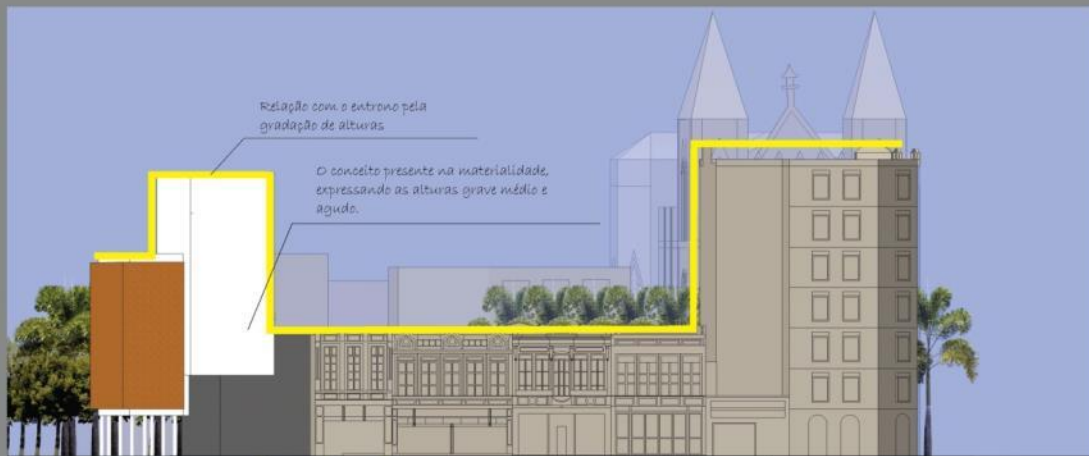 Relação com o entrono pela
gradação de alturas
O conceito presente na materialidade,
expressando as alturas grave médio e
agudo.